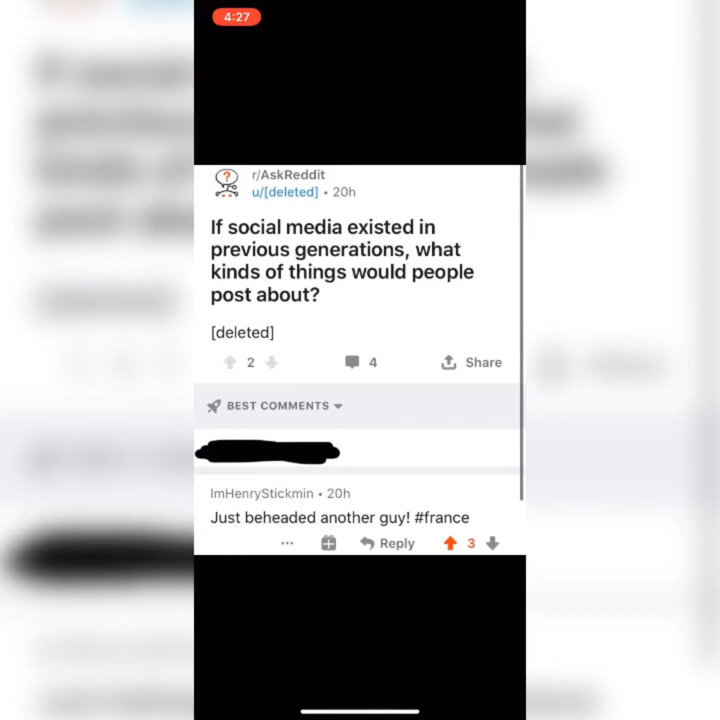 4:27
r/AskReddit
u/[deleted] • 20h
If social media existed in
previous generations, what
kinds of things would people
post about?
[deleted]
2 4 Share
BEST COMMENTS
ImHenryStickmin • 20h
Just beheaded another guy! #france
... Reply 3